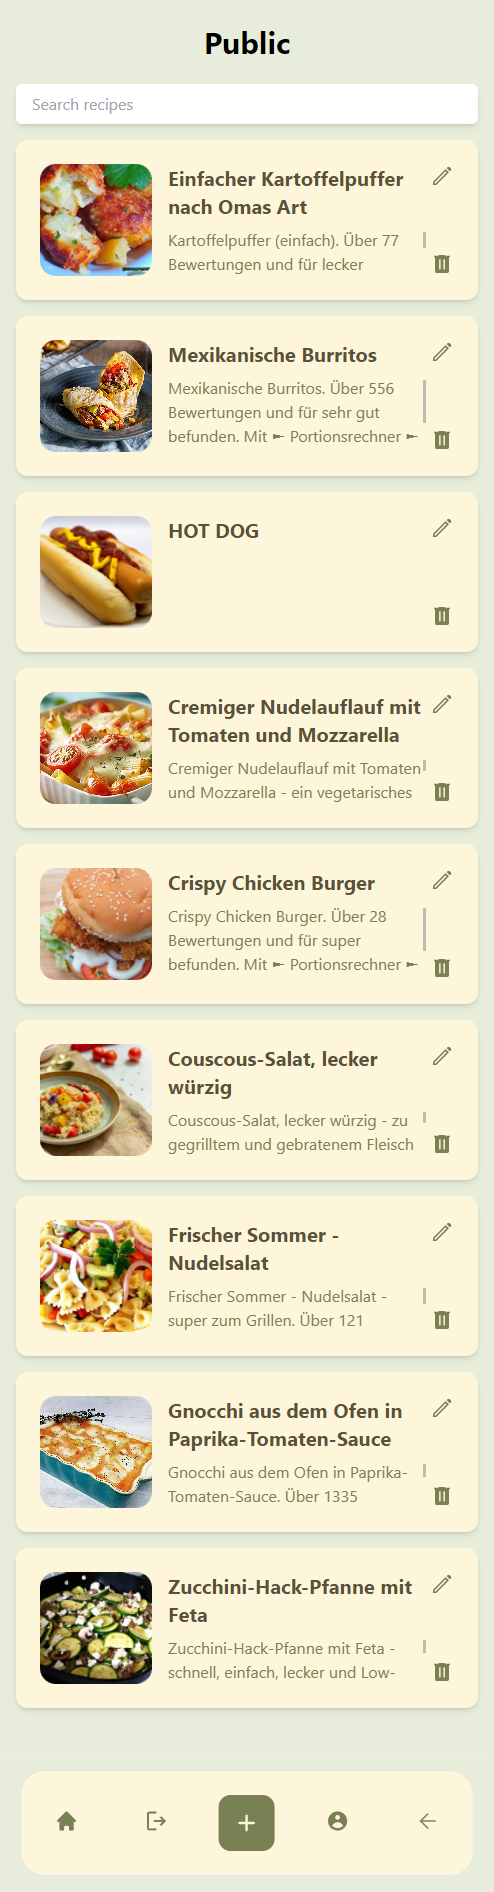 Public
Search recipes
Einfacher Kartoffelpuffer
nach Omas Art
Kartoffelpuffer (einfach). Über 77
Bewertungen und für lecker
Mexikanische Burritos
Mexikanische Burritos. Über 556
Bewertungen und für sehr gut
befunden. Mit ► Portionsrechner ►
HOT DOG
Cremiger Nudelauflauf mit
Tomaten und Mozzarella
Cremiger Nudelauflauf mit Tomaten
und Mozzarella - ein vegetarisches
Crispy Chicken Burger
Crispy Chicken Burger. Über 28
Bewertungen und für super
befunden. Mit ► Portionsrechner ►
Couscous-Salat, lecker
würzig
Couscous-Salat, lecker würzig - zu
gegrilltem und gebratenem Fleisch
Frischer Sommer -
Nudelsalat
Frischer Sommer - Nudelsalat -
super zum Grillen. Über 121
Gnocchi aus dem Ofen in
Paprika-Tomaten-Sauce
Gnocchi aus dem Ofen in Paprika-
Tomaten-Sauce. Über 1335
Zucchini-Hack-Pfanne mit
Feta
Zucchini-Hack-Pfanne mit Feta -
schnell, einfach, lecker und Low-